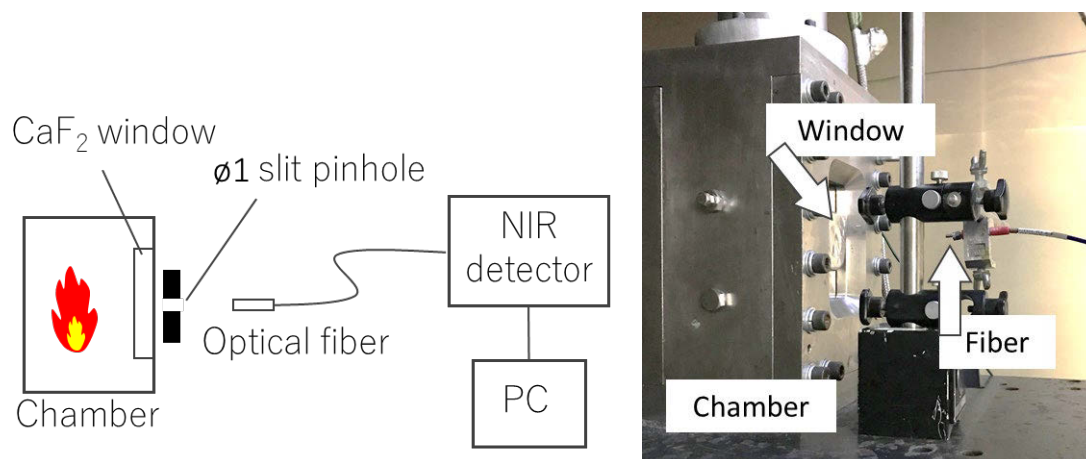 CaF₂ window
ø1 slit pinhole
NIR
detector
Optical fiber
PC
Chamber
Window
Fiber
Chamber